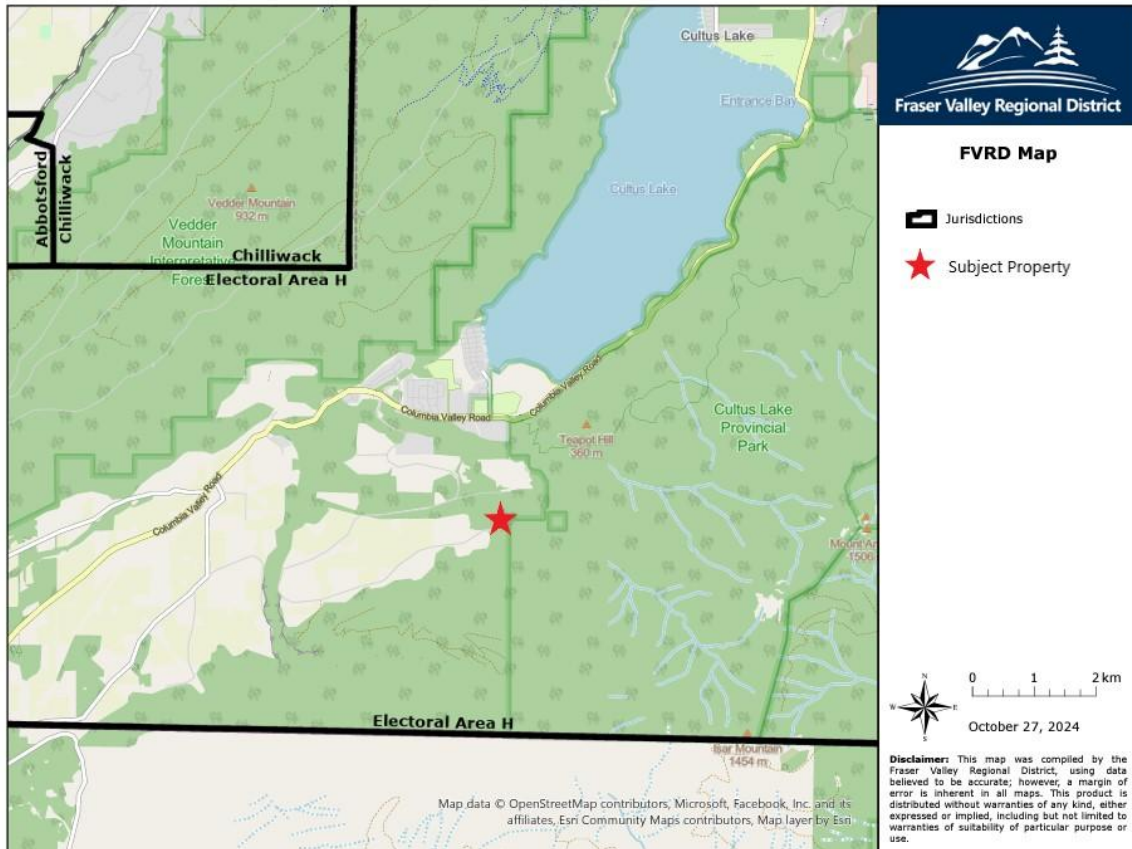 Cultus Lake
Entrance Bay
Cultus Lake
Abbotsford
Chilliwack
Vedder Mountain
932 m
Vedder
Mountain
Interpretative
Forest
Chilliwack
Electoral Area H
Columbia Valley Road
Columbia Valley Road
Teapot Hill
360 m
Cultus Lake
Provincial
Park
Columbia Valley Road
1506
Electoral Area H
Isar Mountain
1454 m
Map data © OpenStreetMap contributors, Microsoft, Facebook, Inc. and its
affiliates, Esri Community Maps contributors, Map layer by Esri
Fraser Valley Regional District
FVRD Map
Jurisdictions
Subject Property
N
W E
S
0 1 2 km
October 27, 2024
Disclaimer: This map was compiled by the
Fraser Valley Regional District, using data
believed to be accurate; however, a margin of
error is inherent in all maps. This product is
distributed without warranties of any kind, either
expressed or implied, including but not limited to
warranties of suitability of particular purpose or
use.